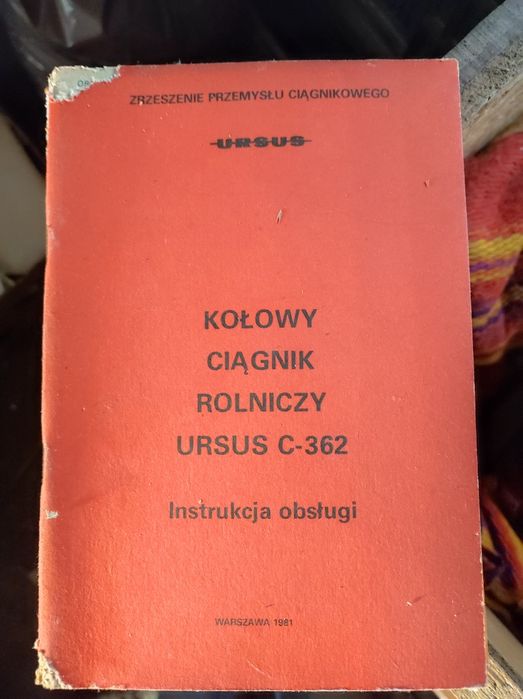 ZRZESZENIE PRZEMYSŁU CIĄGNIKOWEGO
URSUS
KOŁOWY
CIĄGNIK
ROLNICZY
URSUS C-362
Instrukcja obsługi
WARSZAWA 1981